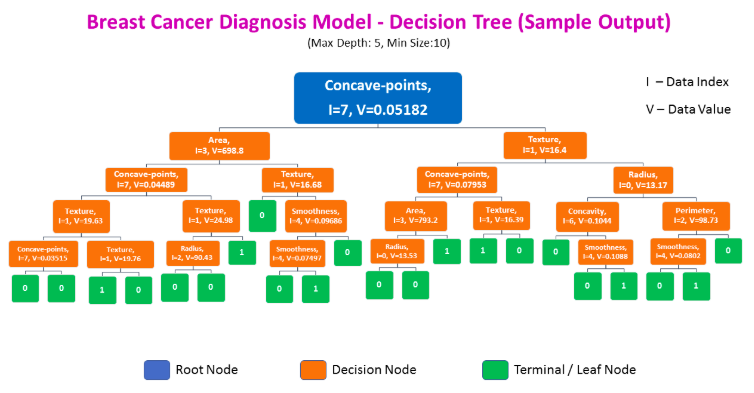 Breast Cancer Diagnosis Model - Decision Tree (Sample Output)
(Max Depth: 5, Min Size:10)
Concave-points,
I=7, V=0.05182
I – Data Index
V – Data Value
Area,
I=3, V=698.8
Texture,
I=1, V=16.4
Concave-points,
I=7, V=0.04489
Texture,
I=1, V=16.68
Concave-points,
I=7, V=0.07953
Radius,
I=0, V=13.17
Texture,
I=1, V=19.63
Texture,
I=1, V=24.98
0
Smoothness,
I=4, V=0.09686
Area,
I=3, V=793.2
Texture,
I=1, V=16.39
Concavity,
I=6, V=0.1044
Perimeter,
I=2, V=98.73
Concave-points,
I=7, V=0.03515
Texture,
I=1, V=19.76
Radius,
I=2, V=90.43
1
Smoothness,
I=4, V=0.07497
0
Radius,
I=0, V=13.53
1
1
0
0
Smoothness,
I=4, V=0.1088
Smoothness,
I=4, V=0.0802
0
0
0
1
0
0
0
0
1
0
0
0
1
0
1
Root Node
Decision Node
Terminal / Leaf Node